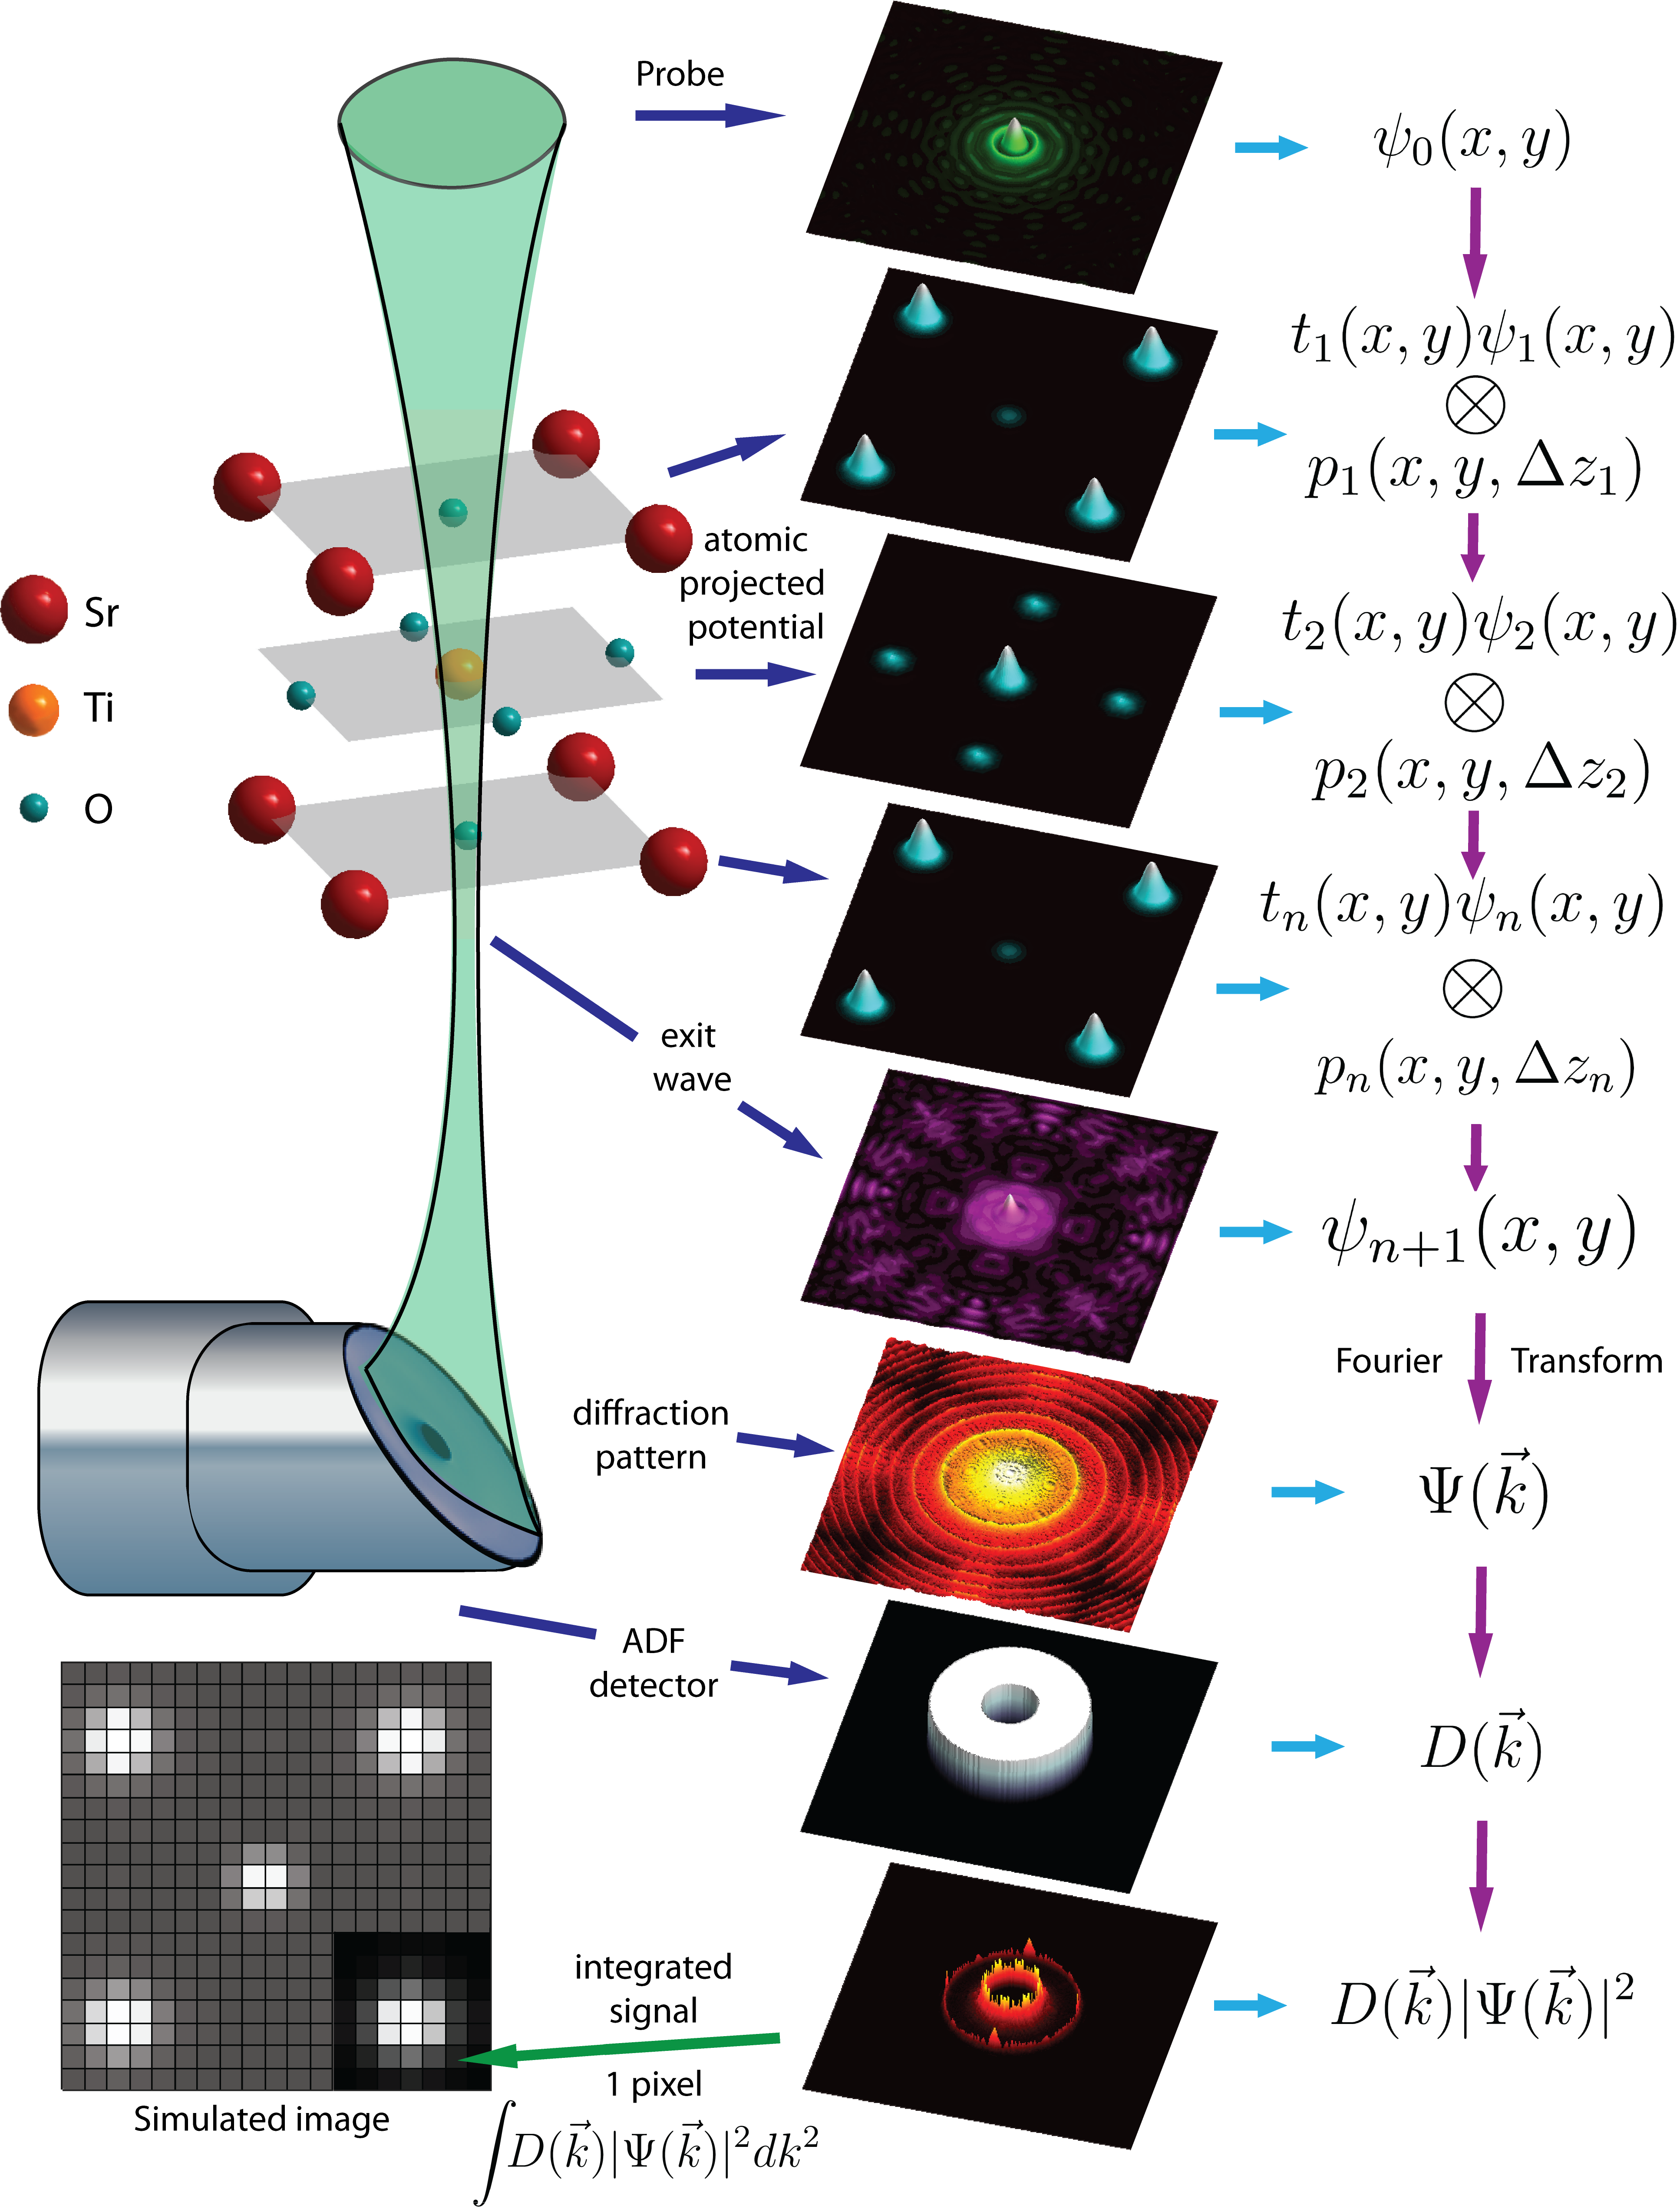 Probe
ψ₀(x, y)
t₁(x, y)ψ₁(x, y)
⊗
p₁(x, y, Δz₁)
atomic
projected
potential
Sr
Ti
O
t₂(x, y)ψ₂(x, y)
⊗
p₂(x, y, Δz₂)
tₙ(x, y)ψₙ(x, y)
⊗
pₙ(x, y, Δzₙ)
exit
wave
ψₙ₊₁(x, y)
Fourier Transform
diffraction
pattern
Ψ(k⃗)
ADF
detector
D(k⃗)
integrated
signal
D(k⃗)|Ψ(k⃗)|²
1 pixel
∫D(k⃗)|Ψ(k⃗)|²dk²
Simulated image